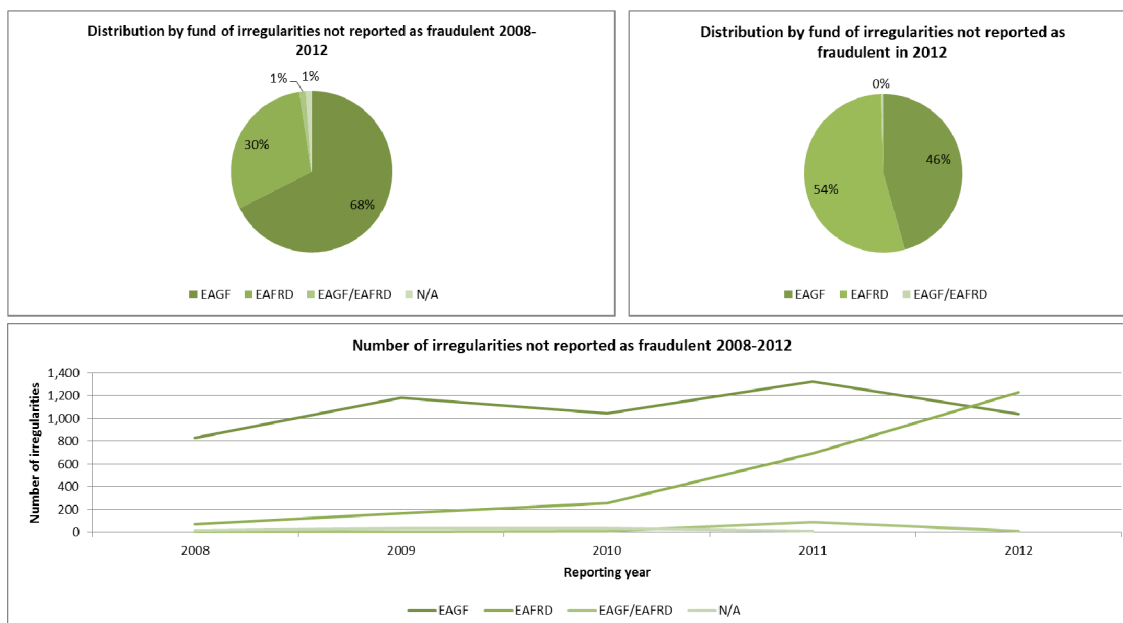 Distribution by fund of irregularities not reported as fraudulent 2008-
2012
1% 1%
30%
68%
EAGF EAFRD EAGF/EAFRD N/A
Distribution by fund of irregularities not reported as
fraudulent in 2012
0%
46%
54%
EAGF EAFRD EAGF/EAFRD
Number of irregularities not reported as fraudulent 2008-2012
Number of irregularities
1,400
1,200
1,000
800
600
400
200
0
2008 2009 2010 2011 2012
Reporting year
EAGF EAFRD EAGF/EAFRD N/A